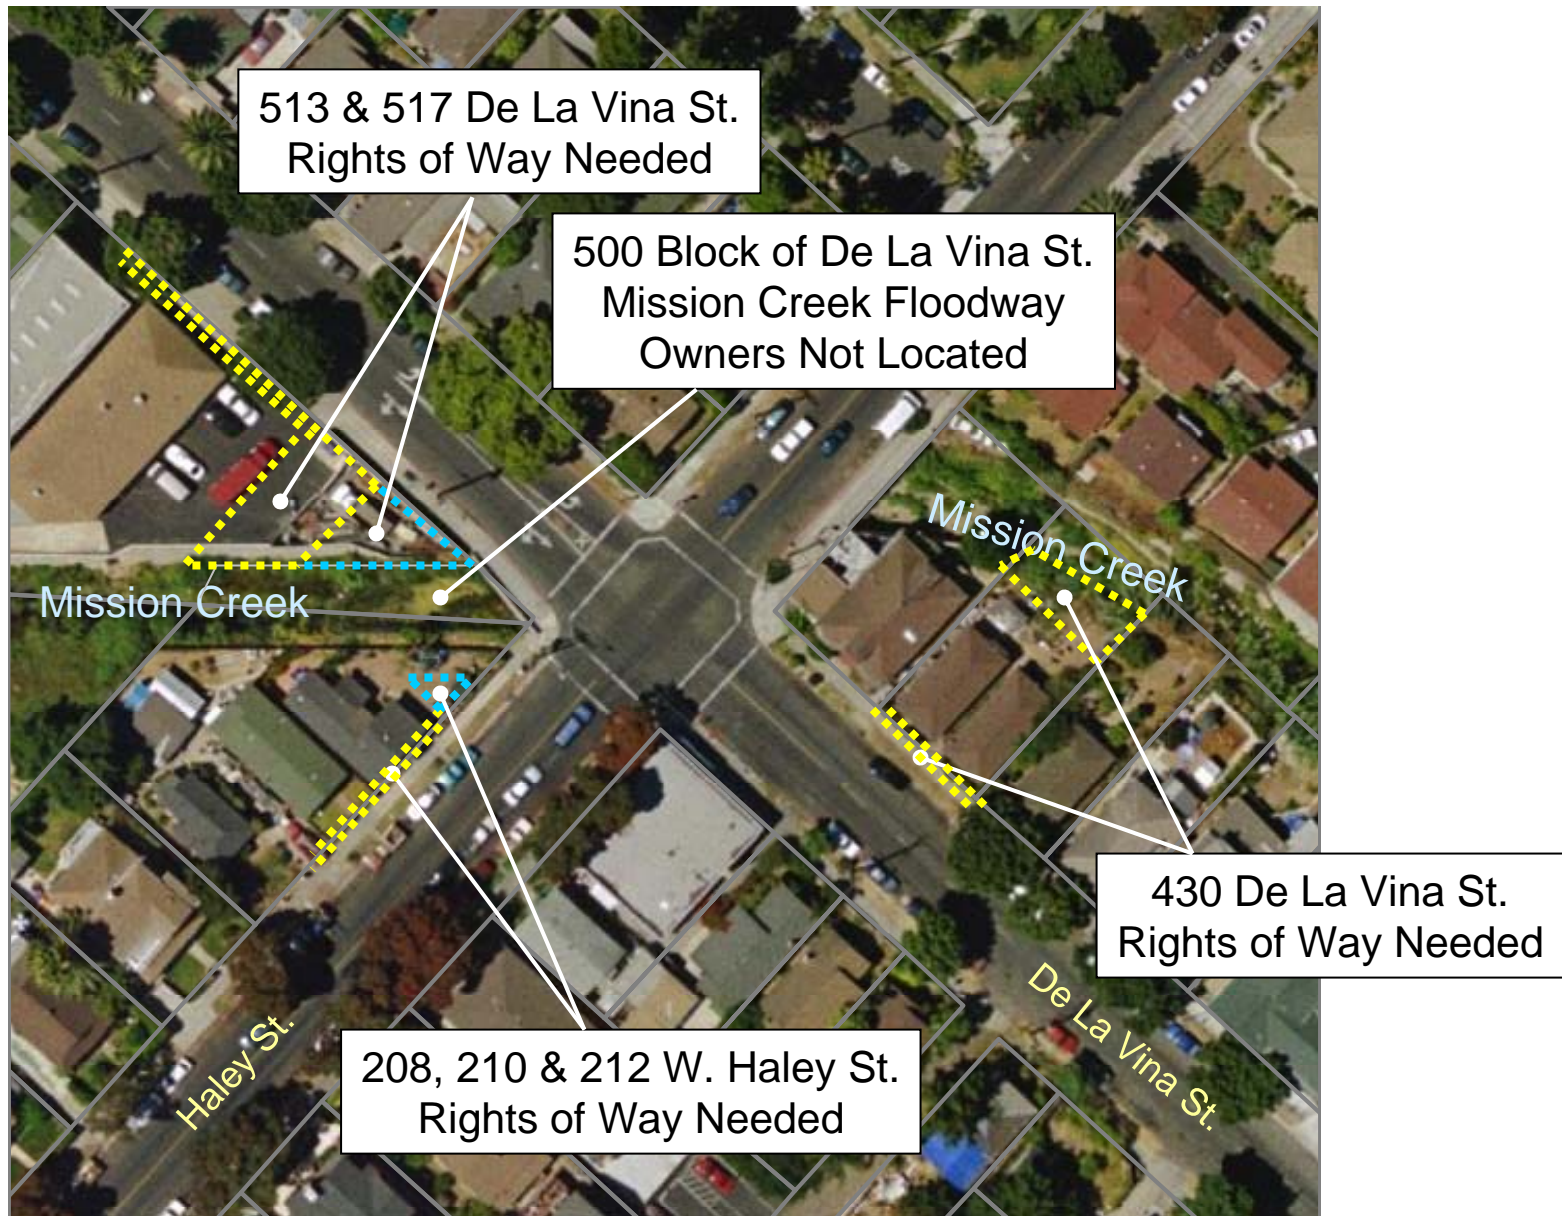 513 & 517 De La Vina St.
Rights of Way Needed
500 Block of De La Vina St.
Mission Creek Floodway
Owners Not Located
Mission Creek
Mission Creek
430 De La Vina St.
Rights of Way Needed
208, 210 & 212 W. Haley St.
Rights of Way Needed
Haley St.
De La Vina St.